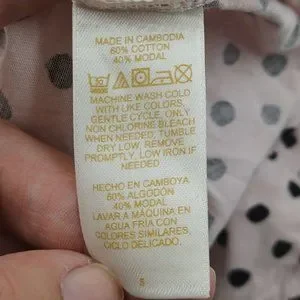 MADE IN CAMBODIA
60% COTTON
40% MODAL
MACHINE WASH COLD
WITH LIKE COLORS,
GENTLE CYCLE, ONLY
NON CHLORINE BLEACH
WHEN NEEDED, TUMBLE
DRY LOW, REMOVE
PROMPTLY, LOW IRON IF
NEEDED
HECHO EN CAMBOYA
60% ALGODÓN
40% MODAL
LAVAR A MÁQUINA EN
AGUA FRÍA CON
COLORES SIMILARES
CICLO DELICADO,
S